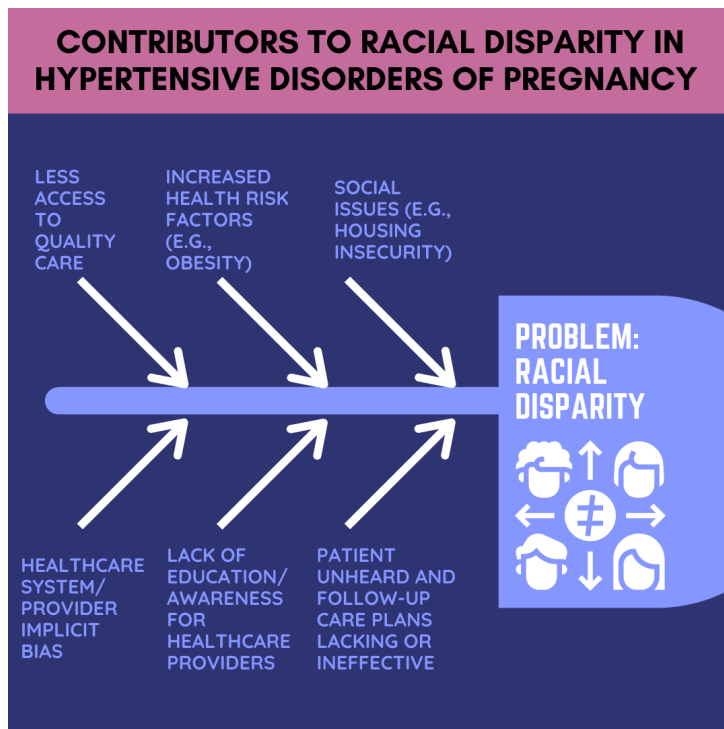 CONTRIBUTORS TO RACIAL DISPARITY IN
HYPERTENSIVE DISORDERS OF PREGNANCY
LESS
ACCESS
TO
QUALITY
CARE
INCREASED
HEALTH RISK
FACTORS
(E.G.,
OBESITY)
SOCIAL
ISSUES (E.G.,
HOUSING
INSECURITY)
PROBLEM:
RACIAL
DISPARITY
≠
HEALTHCARE
SYSTEM/
PROVIDER
IMPLICIT
BIAS
LACK OF
EDUCATION/
AWARENESS
FOR
HEALTHCARE
PROVIDERS
PATIENT
UNHEARD AND
FOLLOW-UP
CARE PLANS
LACKING OR
INEFFECTIVE